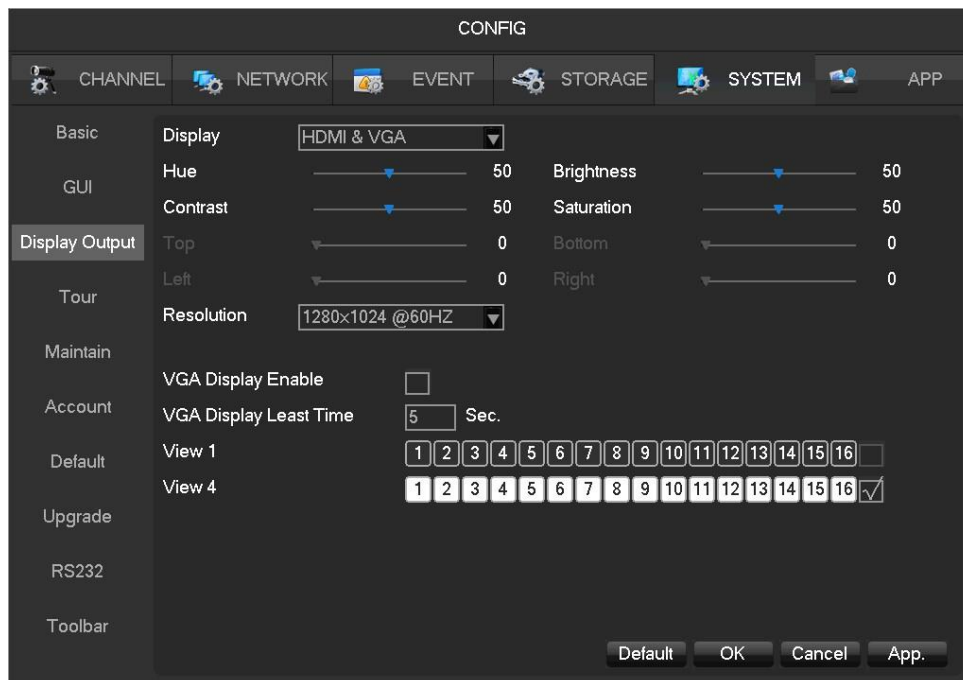 CONFIG
CHANNEL NETWORK EVENT STORAGE SYSTEM APP
Basic
GUI
Display Output
Tour
Maintain
Account
Default
Upgrade
RS232
Toolbar
Display HDMI & VGA
Hue 50 Brightness 50
Contrast 50 Saturation 50
Top 0 Bottom 0
Left 0 Right 0
Resolution 1280×1024 @60HZ
VGA Display Enable
VGA Display Least Time 5 Sec.
View 1 1 2 3 4 5 6 7 8 9 10 11 12 13 14 15 16
View 4 1 2 3 4 5 6 7 8 9 10 11 12 13 14 15 16
Default OK Cancel App.